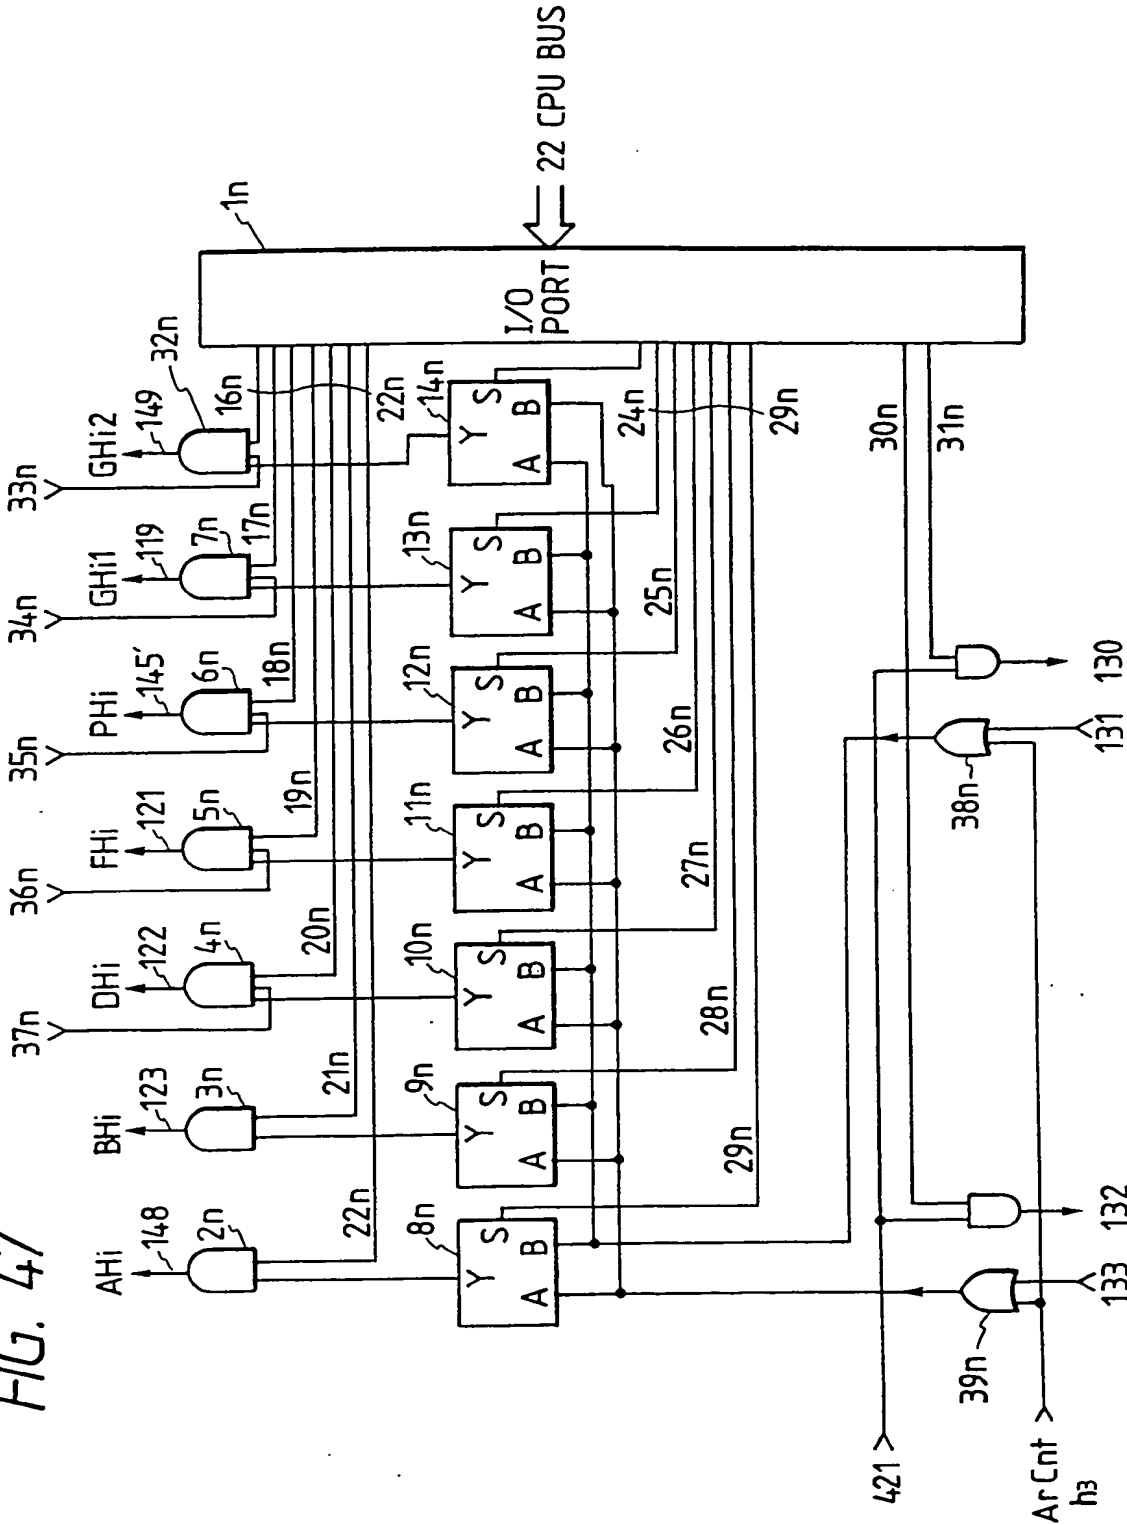 FIG. 47
33n
34n
35n
36n
37n
GHi2
GHi1
PHi
FHi
DHi
BHi
AHi
149
119
145'
121
122
123
148
32n
7n
6n
5n
4n
3n
2n
16n
17n
18n
19n
20n
21n
22n
22n
1n
I/O
PORT
22 CPU BUS
14n
13n
12n
11n
10n
9n
8n
Y
S
A
B
Y
S
A
B
Y
S
A
B
Y
S
A
B
Y
S
A
B
Y
S
A
B
Y
S
A
B
24n
25n
26n
27n
28n
29n
29n
30n
31n
38n
39n
130
131
132
133
421
ArCnt
h3